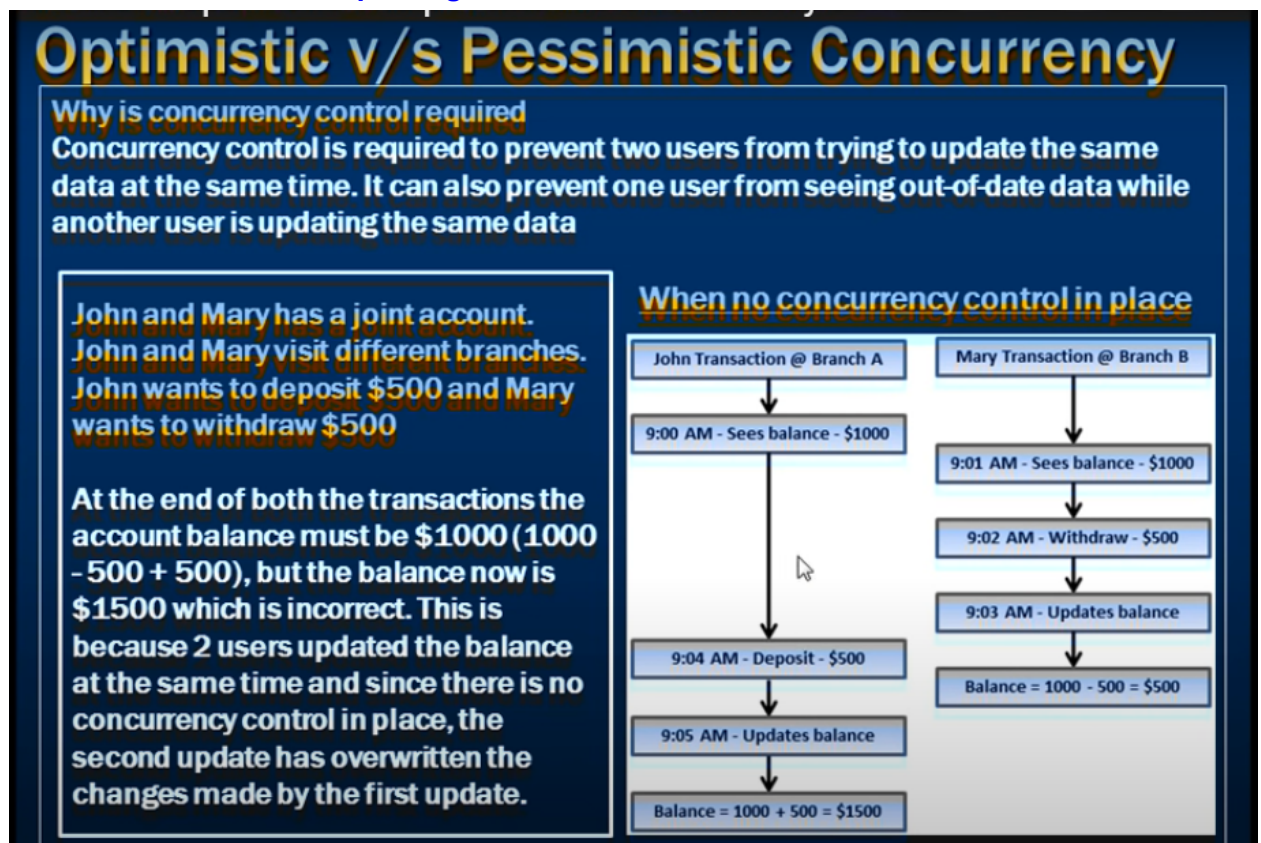 Optimistic v/s Pessimistic Concurrency
Why is concurrency control required
Concurrency control is required to prevent two users from trying to update the same
data at the same time. It can also prevent one user from seeing out-of-date data while
another user is updating the same data
John and Mary has a joint account.
John and Mary visit different branches.
John wants to deposit $500 and Mary
wants to withdraw $500
At the end of both the transactions the
account balance must be $1000 (1000
- 500 + 500), but the balance now is
$1500 which is incorrect. This is
because 2 users updated the balance
at the same time and since there is no
concurrency control in place, the
second update has overwritten the
changes made by the first update.
When no concurrency control in place
John Transaction @ Branch A
9:00 AM - Sees balance - $1000
9:04 AM - Deposit - $500
9:05 AM - Updates balance
Balance = 1000 + 500 = $1500
Mary Transaction @ Branch B
9:01 AM - Sees balance - $1000
9:02 AM - Withdraw - $500
9:03 AM - Updates balance
Balance = 1000 - 500 = $500